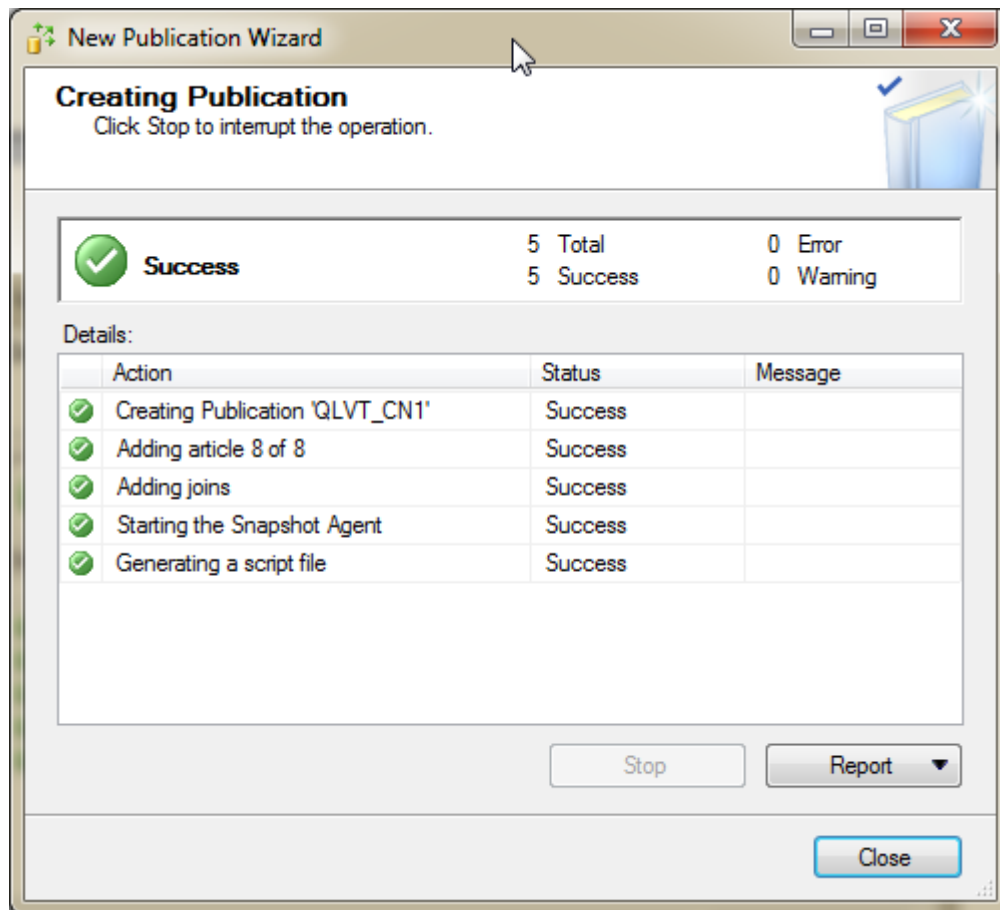 New Publication Wizard
Creating Publication
Click Stop to interrupt the operation.
Success
5 Total
0 Error
5 Success
0 Warning
Details:
Action Status Message
Creating Publication 'QLVT_CN1' Success
Adding article 8 of 8 Success
Adding joins Success
Starting the Snapshot Agent Success
Generating a script file Success
Stop
Report
Close